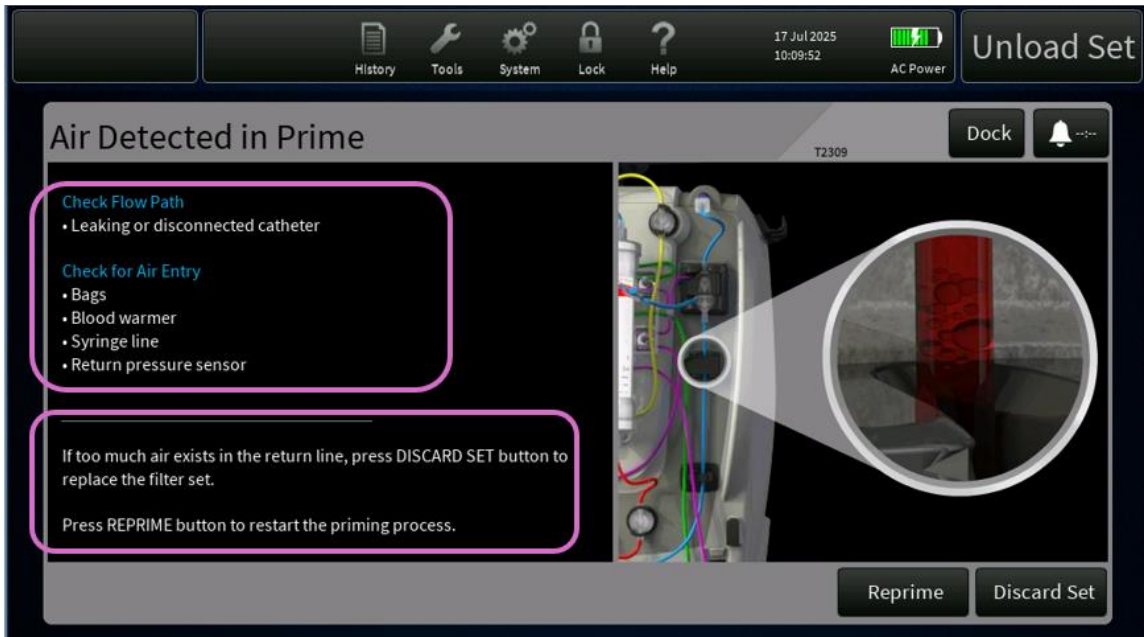 History
Tools
System
Lock
Help
17 Jul 2025
10:09:52
AC Power
Unload Set
Air Detected in Prime
T2309
Dock
--:--
Check Flow Path
• Leaking or disconnected catheter
Check for Air Entry
• Bags
• Blood warmer
• Syringe line
• Return pressure sensor
If too much air exists in the return line, press DISCARD SET button to
replace the filter set.
Press REPRIME button to restart the priming process.
Reprime
Discard Set